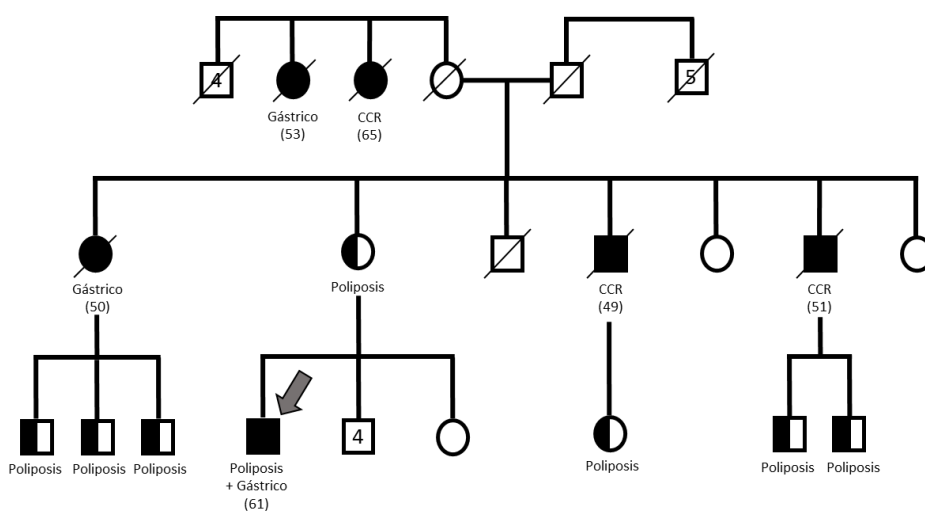 4
5
Gástrico
(53)
CCR
(65)
Gástrico
(50)
Poliposis
CCR
(49)
CCR
(51)
4
Poliposis
Poliposis
Poliposis
Poliposis
+ Gástrico
(61)
Poliposis
Poliposis
Poliposis